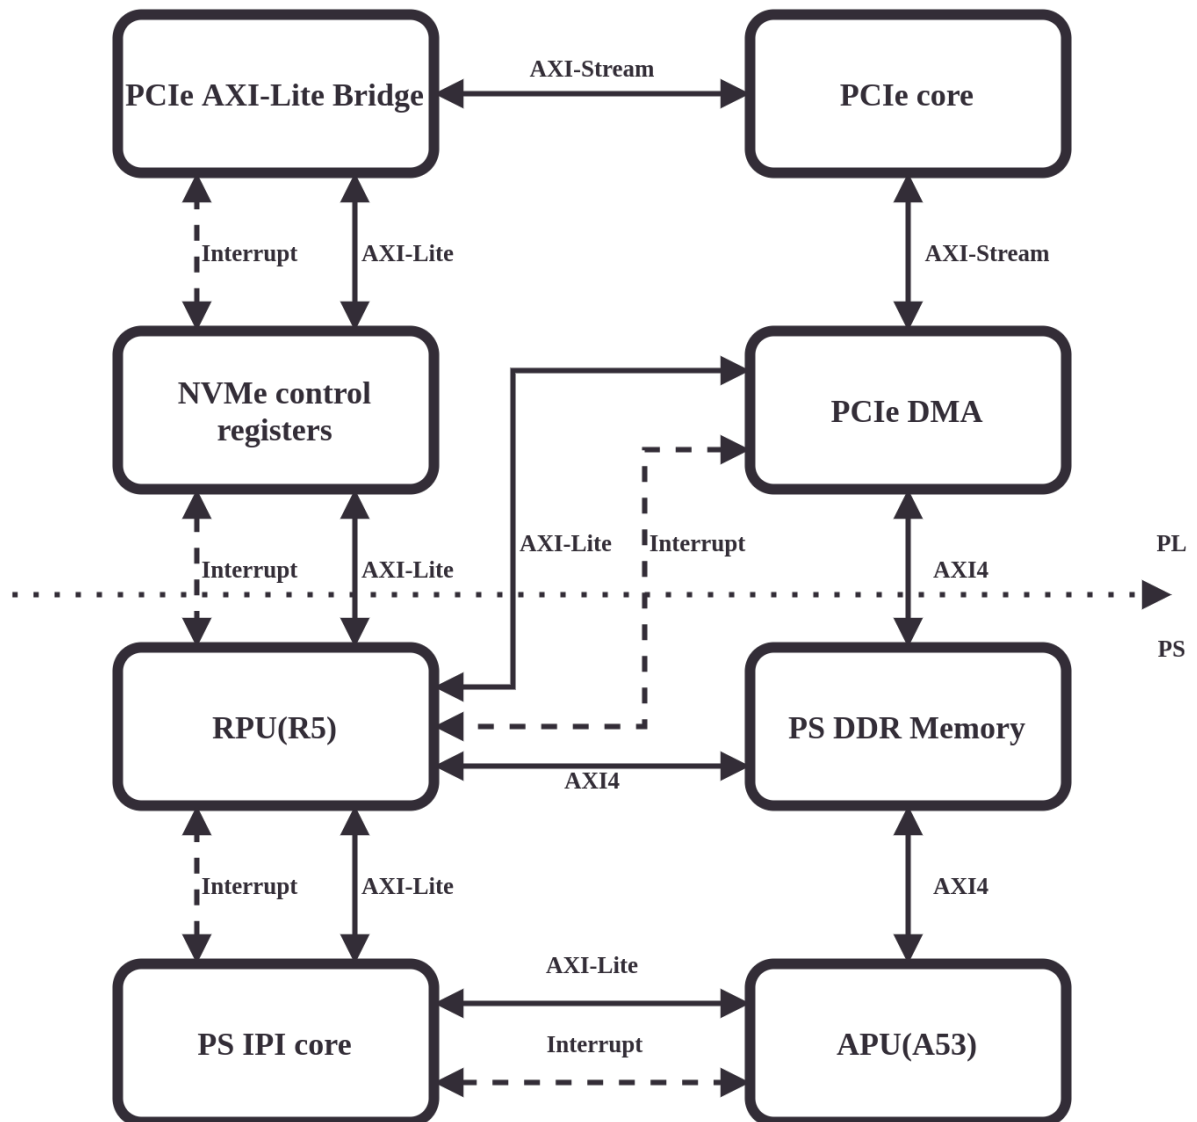 AXI-Stream
PCIe AXI-Lite Bridge
PCIe core
Interrupt
AXI-Lite
AXI-Stream
NVMe control
registers
PCIe DMA
AXI-Lite
Interrupt
PL
Interrupt
AXI-Lite
AXI4
PS
RPU(R5)
PS DDR Memory
AXI4
Interrupt
AXI-Lite
AXI4
AXI-Lite
PS IPI core
Interrupt
APU(A53)